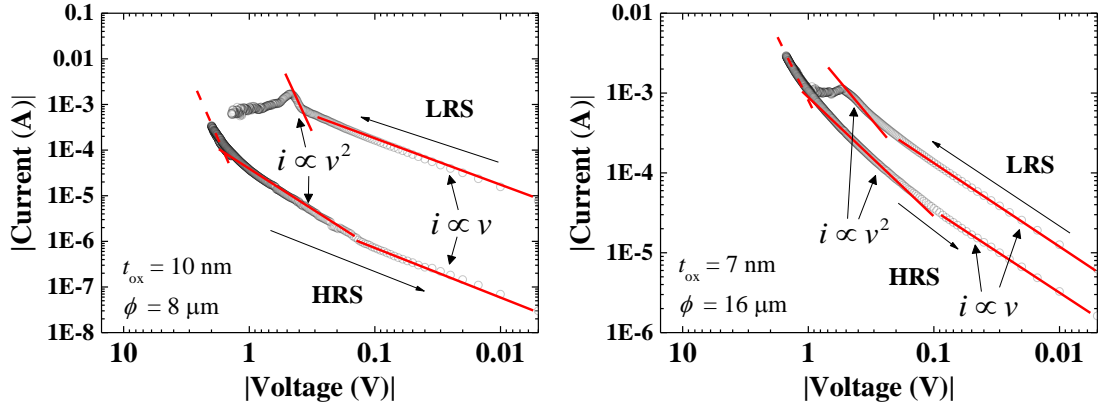 |Current (A)|
0.1
0.01
1E-3
1E-4
1E-5
1E-6
1E-7
1E-8
10
1
0.1
0.01
|Voltage (V)|
LRS
i ∝ v²
i ∝ v
HRS
t_ox = 10 nm
ϕ = 8 μm
|Current (A)|
0.1
0.01
1E-3
1E-4
1E-5
1E-6
10
1
0.1
0.01
|Voltage (V)|
LRS
i ∝ v²
HRS
i ∝ v
t_ox = 7 nm
ϕ = 16 μm